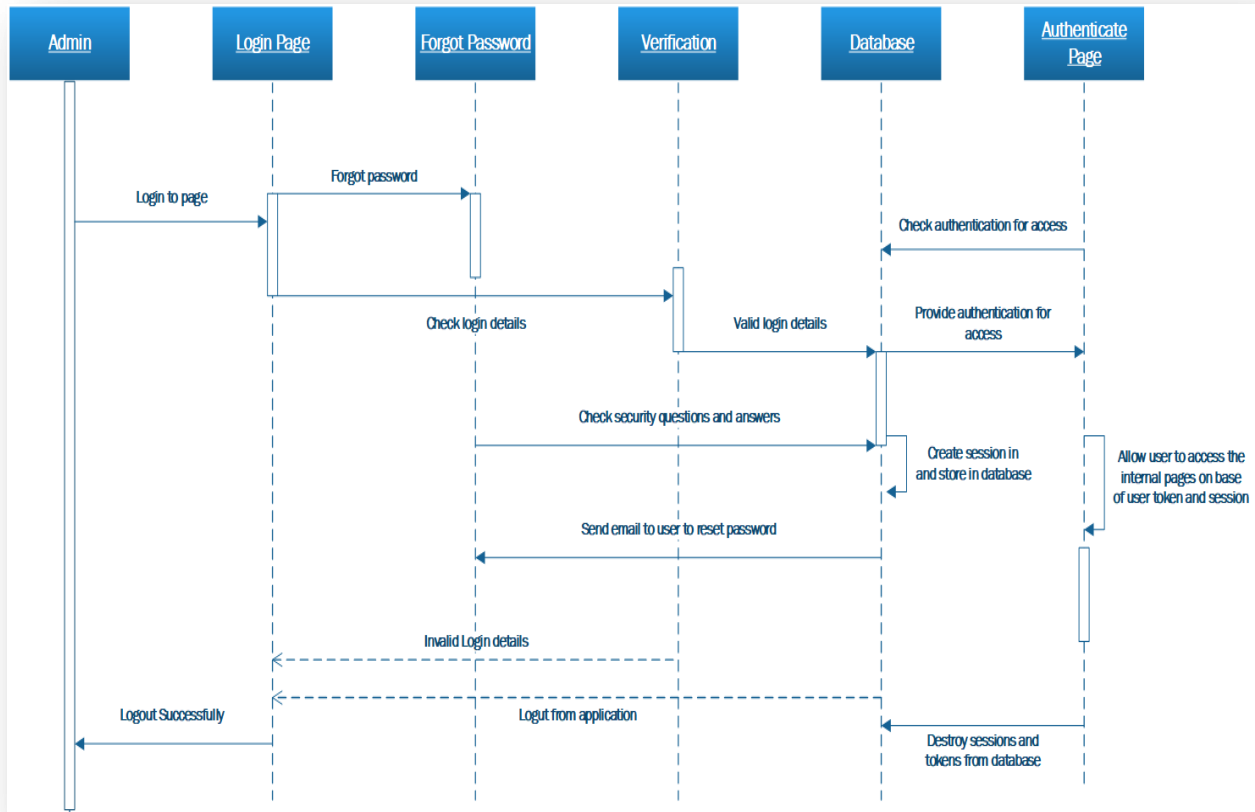 Admin
Login Page
Forgot Password
Verification
Database
Authenticate
Page
Forgot password
Login to page
Check authentication for access
Check login details
Valid login details
Provide authentication for
access
Check security questions and answers
Create session in
and store in database
Allow user to access the
internal pages on base
of user token and session
Send email to user to reset password
Invalid Login details
Logout Successfully
Logut from application
Destroy sessions and
tokens from database